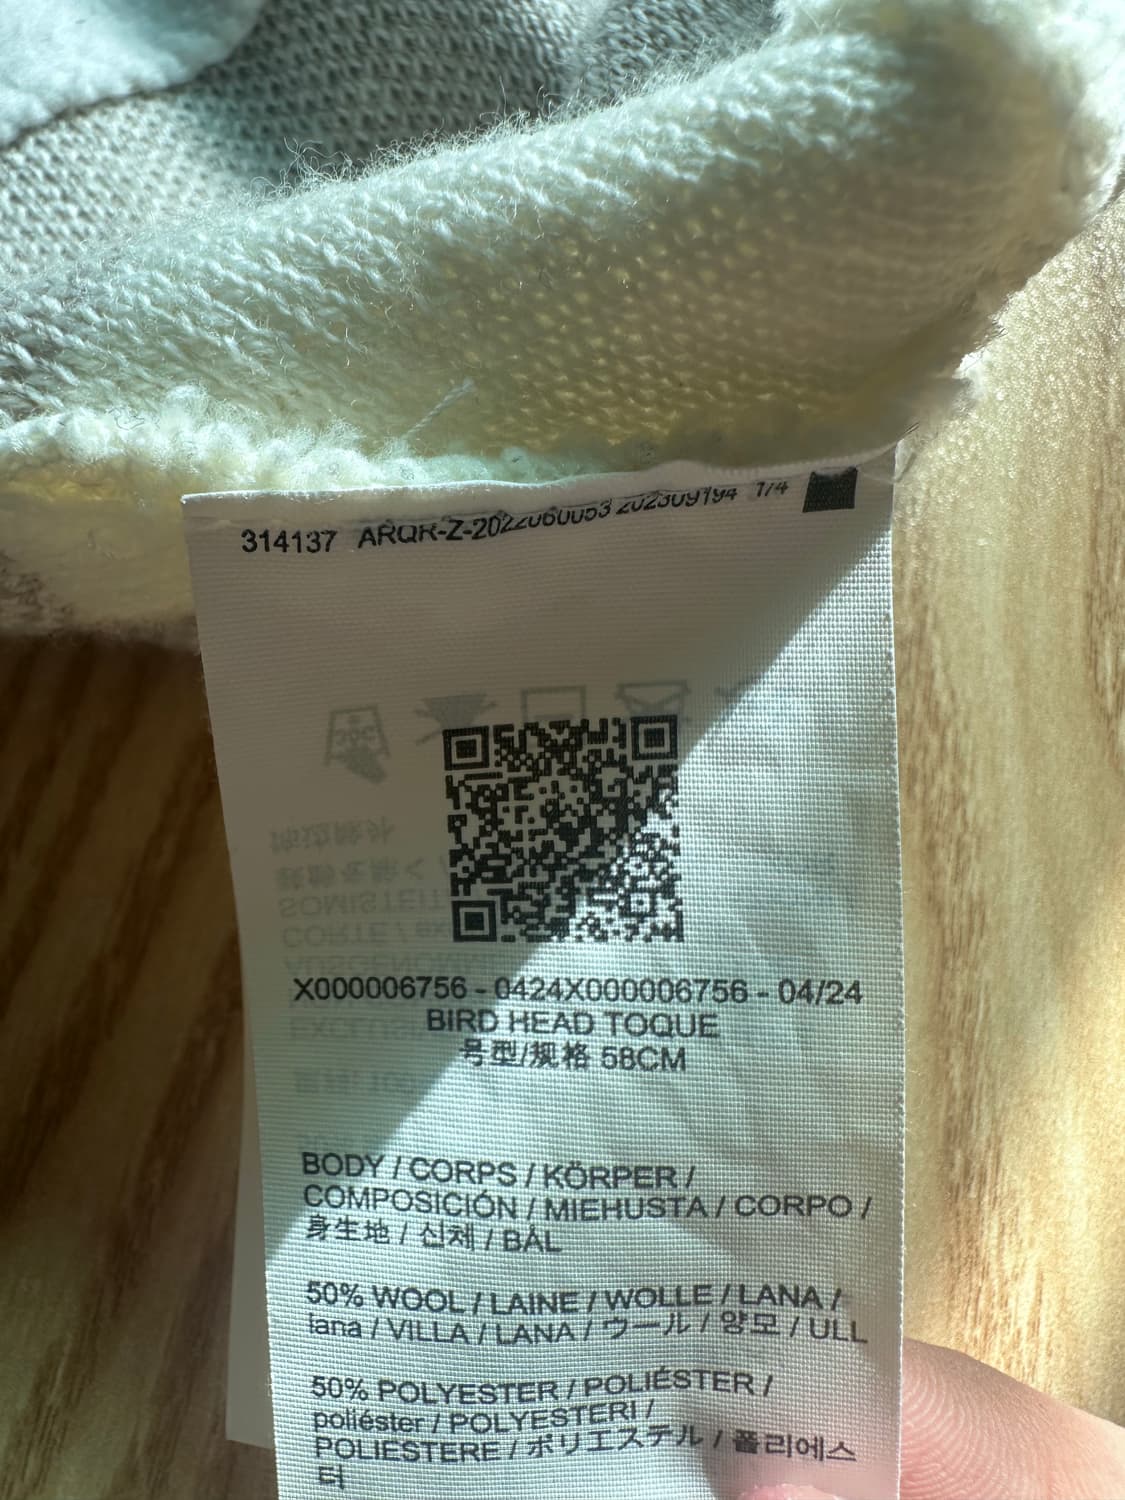 314137 ARQR-Z-2022060053 202309194 1/4
X000006756 - 0424X000006756 - 04/24
BIRD HEAD TOQUE
号型/规格 58CM
BODY / CORPS / KÖRPER /
COMPOSICIÓN / MIEHUSTA / CORPO /
身生地 / 신체 / BÅL
50% WOOL / LAINE / WOLLE / LANA /
lana / VILLA / LANA / ウール / 양모 / ULL
50% POLYESTER / POLIÉSTER /
poliéster / POLYESTERI /
POLIESTERE / ポリエステル / 폴리에스
터